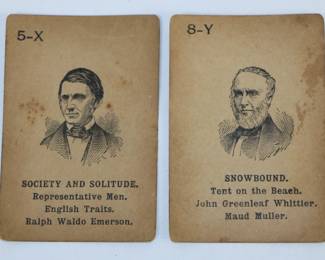 5-X
SOCIETY AND SOLITUDE.
Representative Men.
English Traits.
Ralph Waldo Emerson.
8-Y
SNOWBOUND.
Tent on the Beach.
John Greenleaf Whittier.
Maud Muller.